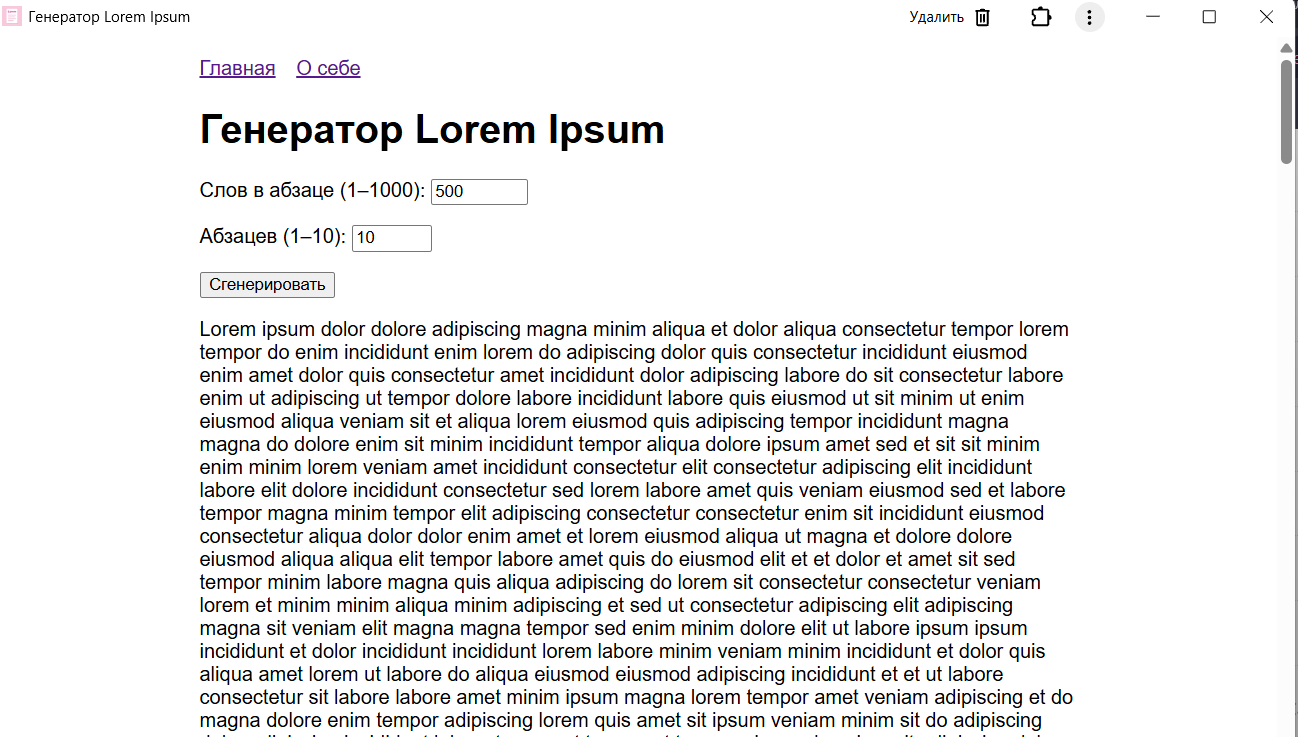 Генератор Lorem Ipsum
Удалить
Главная О себе
Генератор Lorem Ipsum
Слов в абзаце (1–1000): 500
Абзацев (1–10): 10
Сгенерировать
Lorem ipsum dolor dolore adipiscing magna minim aliqua et dolor aliqua consectetur tempor lorem
tempor do enim incididunt enim lorem do adipiscing dolor quis consectetur incididunt eiusmod
enim amet dolor quis consectetur amet incididunt dolor adipiscing labore do sit consectetur labore
enim ut adipiscing ut tempor dolore labore incididunt labore quis eiusmod ut sit minim ut enim
eiusmod aliqua veniam sit et aliqua lorem eiusmod quis adipiscing tempor incididunt magna
magna do dolore enim sit minim incididunt tempor aliqua dolore ipsum amet sed et sit sit minim
enim minim lorem veniam amet incididunt consectetur elit consectetur adipiscing elit incididunt
labore elit dolore incididunt consectetur sed lorem labore amet quis veniam eiusmod sed et labore
tempor magna minim tempor elit adipiscing consectetur consectetur enim sit incididunt eiusmod
consectetur aliqua dolor dolor enim amet et lorem eiusmod aliqua ut magna et dolore dolore
eiusmod aliqua aliqua elit tempor labore amet quis do eiusmod elit et et dolor et amet sit sed
tempor minim labore magna quis aliqua adipiscing do lorem sit consectetur consectetur veniam
lorem et minim minim aliqua minim adipiscing et sed ut consectetur adipiscing elit adipiscing
magna sit veniam elit magna magna tempor sed enim minim dolore elit ut labore ipsum ipsum
incididunt et dolor incididunt incididunt lorem labore minim veniam minim incididunt et dolor quis
aliqua amet lorem ut labore do aliqua eiusmod eiusmod adipiscing incididunt et et ut labore
consectetur sit labore labore amet minim ipsum magna lorem tempor amet veniam adipiscing et do
magna dolore enim tempor adipiscing lorem quis amet sit ipsum veniam minim sit do adipiscing